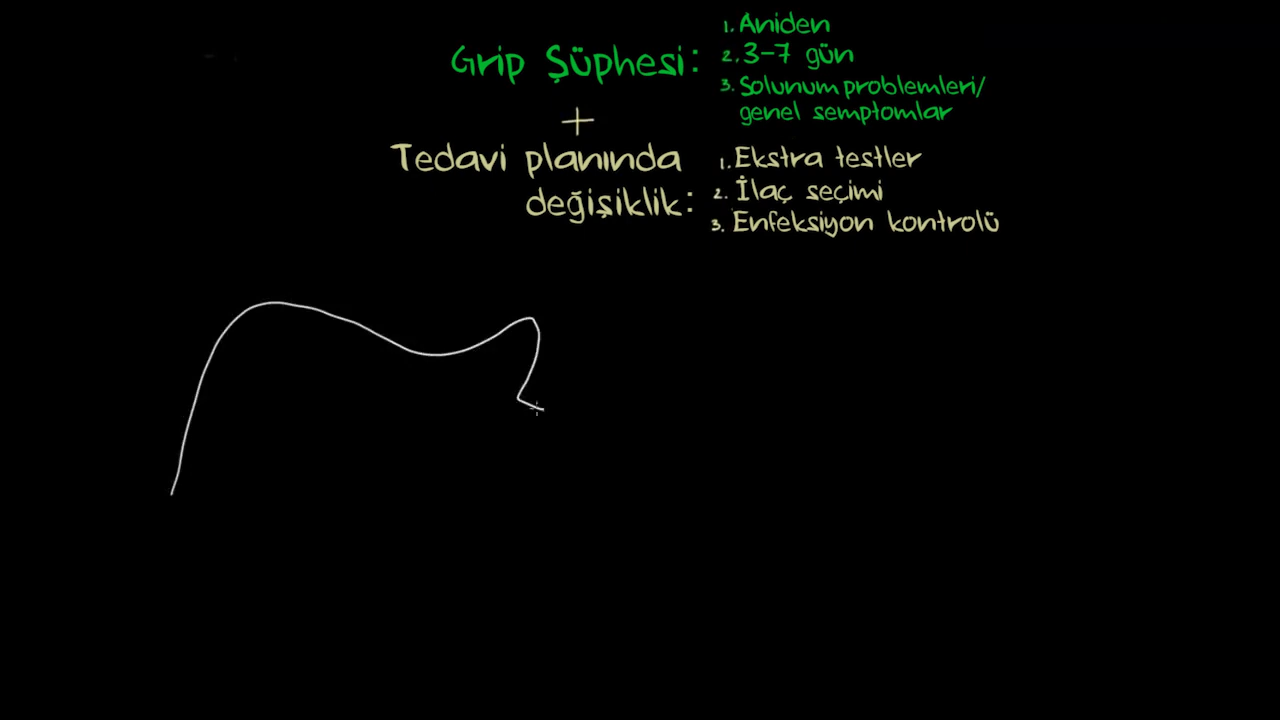 Grip Şüphesi:
1. Aniden
2. 3-7 gün
3. Solunum problemleri/
genel semptomlar
+
Tedavi planında
değişiklik:
1. Ekstra testler
2. İlaç seçimi
3. Enfeksiyon kontrolü